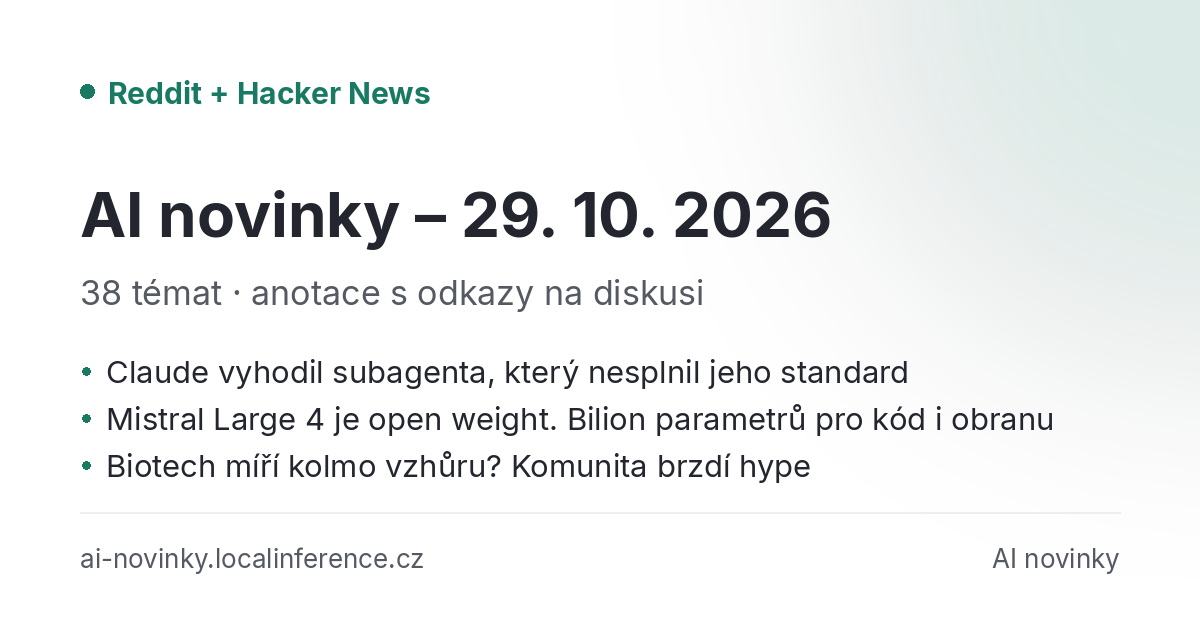 Reddit + Hacker News
AI novinky – 29. 10. 2026
38 témat · anotace s odkazy na diskusi
• Claude vyhodil subagenta, který nesplnil jeho standard
• Mistral Large 4 je open weight. Bilion parametrů pro kód i obranu
• Biotech míří kolmo vzhůru? Komunita brzdí hype
ai-novinky.localinference.cz
AI novinky